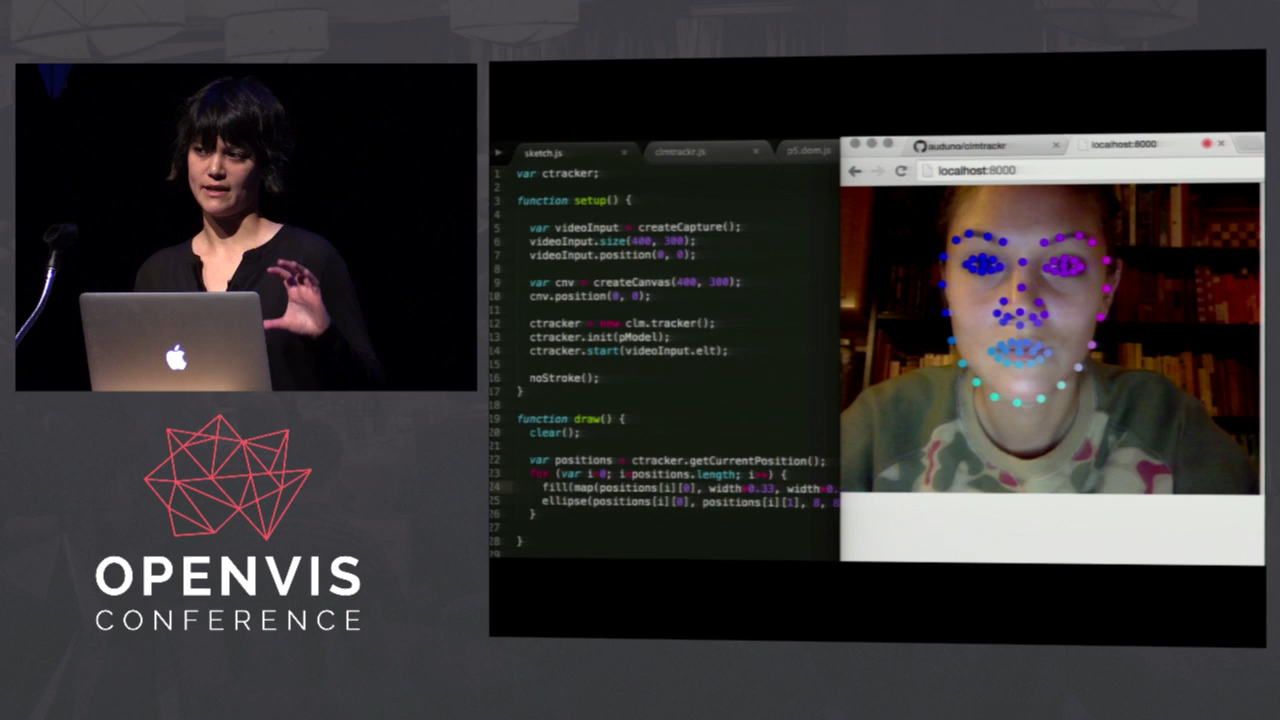 sketch.js
clmtrackr.js
p5.dom.js
auduno/clmtrackr
localhost:8000
localhost:8000
1 var ctracker;
2
3 function setup() {
4
5 var videoInput = createCapture();
6 videoInput.size(400, 300);
7 videoInput.position(0, 0);
8
9 var cnv = createCanvas(400, 300);
10 cnv.position(0, 0);
11
12 ctracker = new clm.tracker();
13 ctracker.init(pModel);
14 ctracker.start(videoInput.elt);
15
16 noStroke();
17 }
18
19 function draw() {
20 clear();
21
22 var positions = ctracker.getCurrentPosition();
23 for (var i=0; i<positions.length; i++) {
24 fill(map(positions[i][0], width*0.33, width*0.
25 ellipse(positions[i][0], positions[i][1], 8, 8
26 }
27
28 }
29
OPENVIS
CONFERENCE